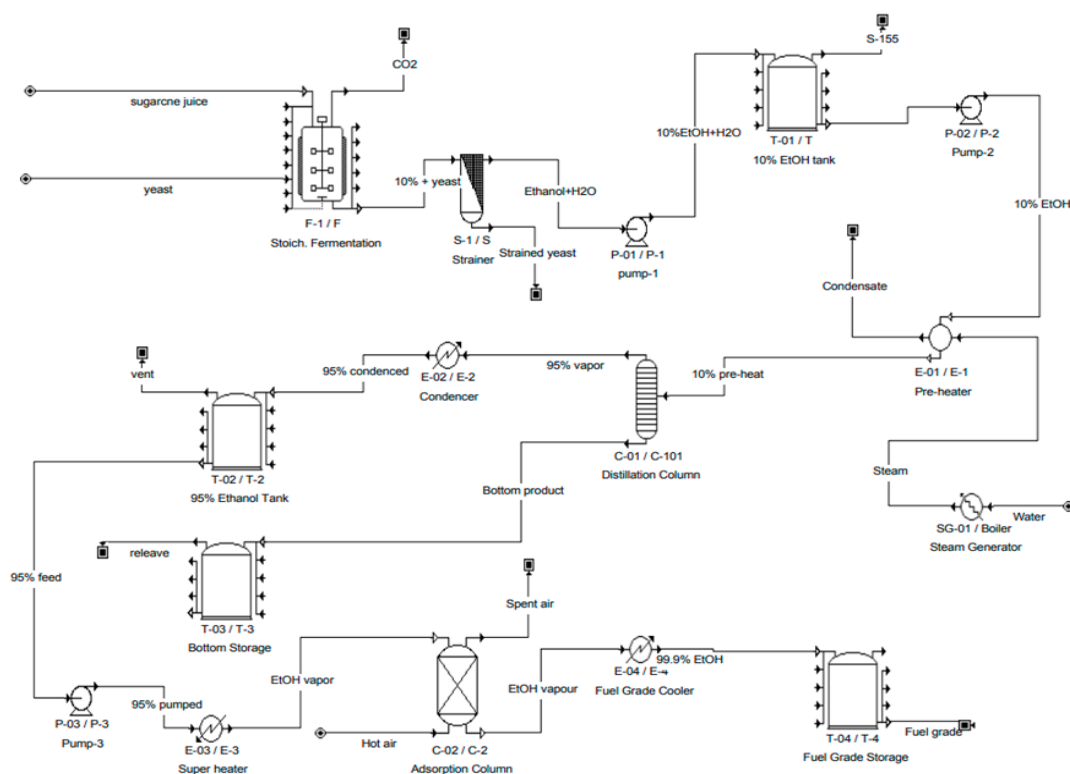 CO2
sugarcne juice
yeast
F-1 / F
Stoich. Fermentation
10% + yeast
S-1 / S
Strainer
Strained yeast
Ethanol+H2O
P-01 / P-1
pump-1
10%EtOH+H2O
S-155
T-01 / T
10% EtOH tank
P-02 / P-2
Pump-2
10% EtOH
Condensate
E-01 / E-1
Pre-heater
Steam
Water
SG-01 / Boiler
Steam Generator
10% pre-heat
C-01 / C-101
Distillation Column
95% vapor
E-02 / E-2
Condencer
95% condenced
vent
T-02 / T-2
95% Ethanol Tank
Bottom product
releave
T-03 / T-3
Bottom Storage
95% feed
P-03 / P-3
Pump-3
95% pumped
E-03 / E-3
Super heater
EtOH vapor
Spent air
Hot air
C-02 / C-2
Adsorption Column
EtOH vapour
E-04 / E-4
Fuel Grade Cooler
99.9% EtOH
T-04 / T-4
Fuel Grade Storage
Fuel grade